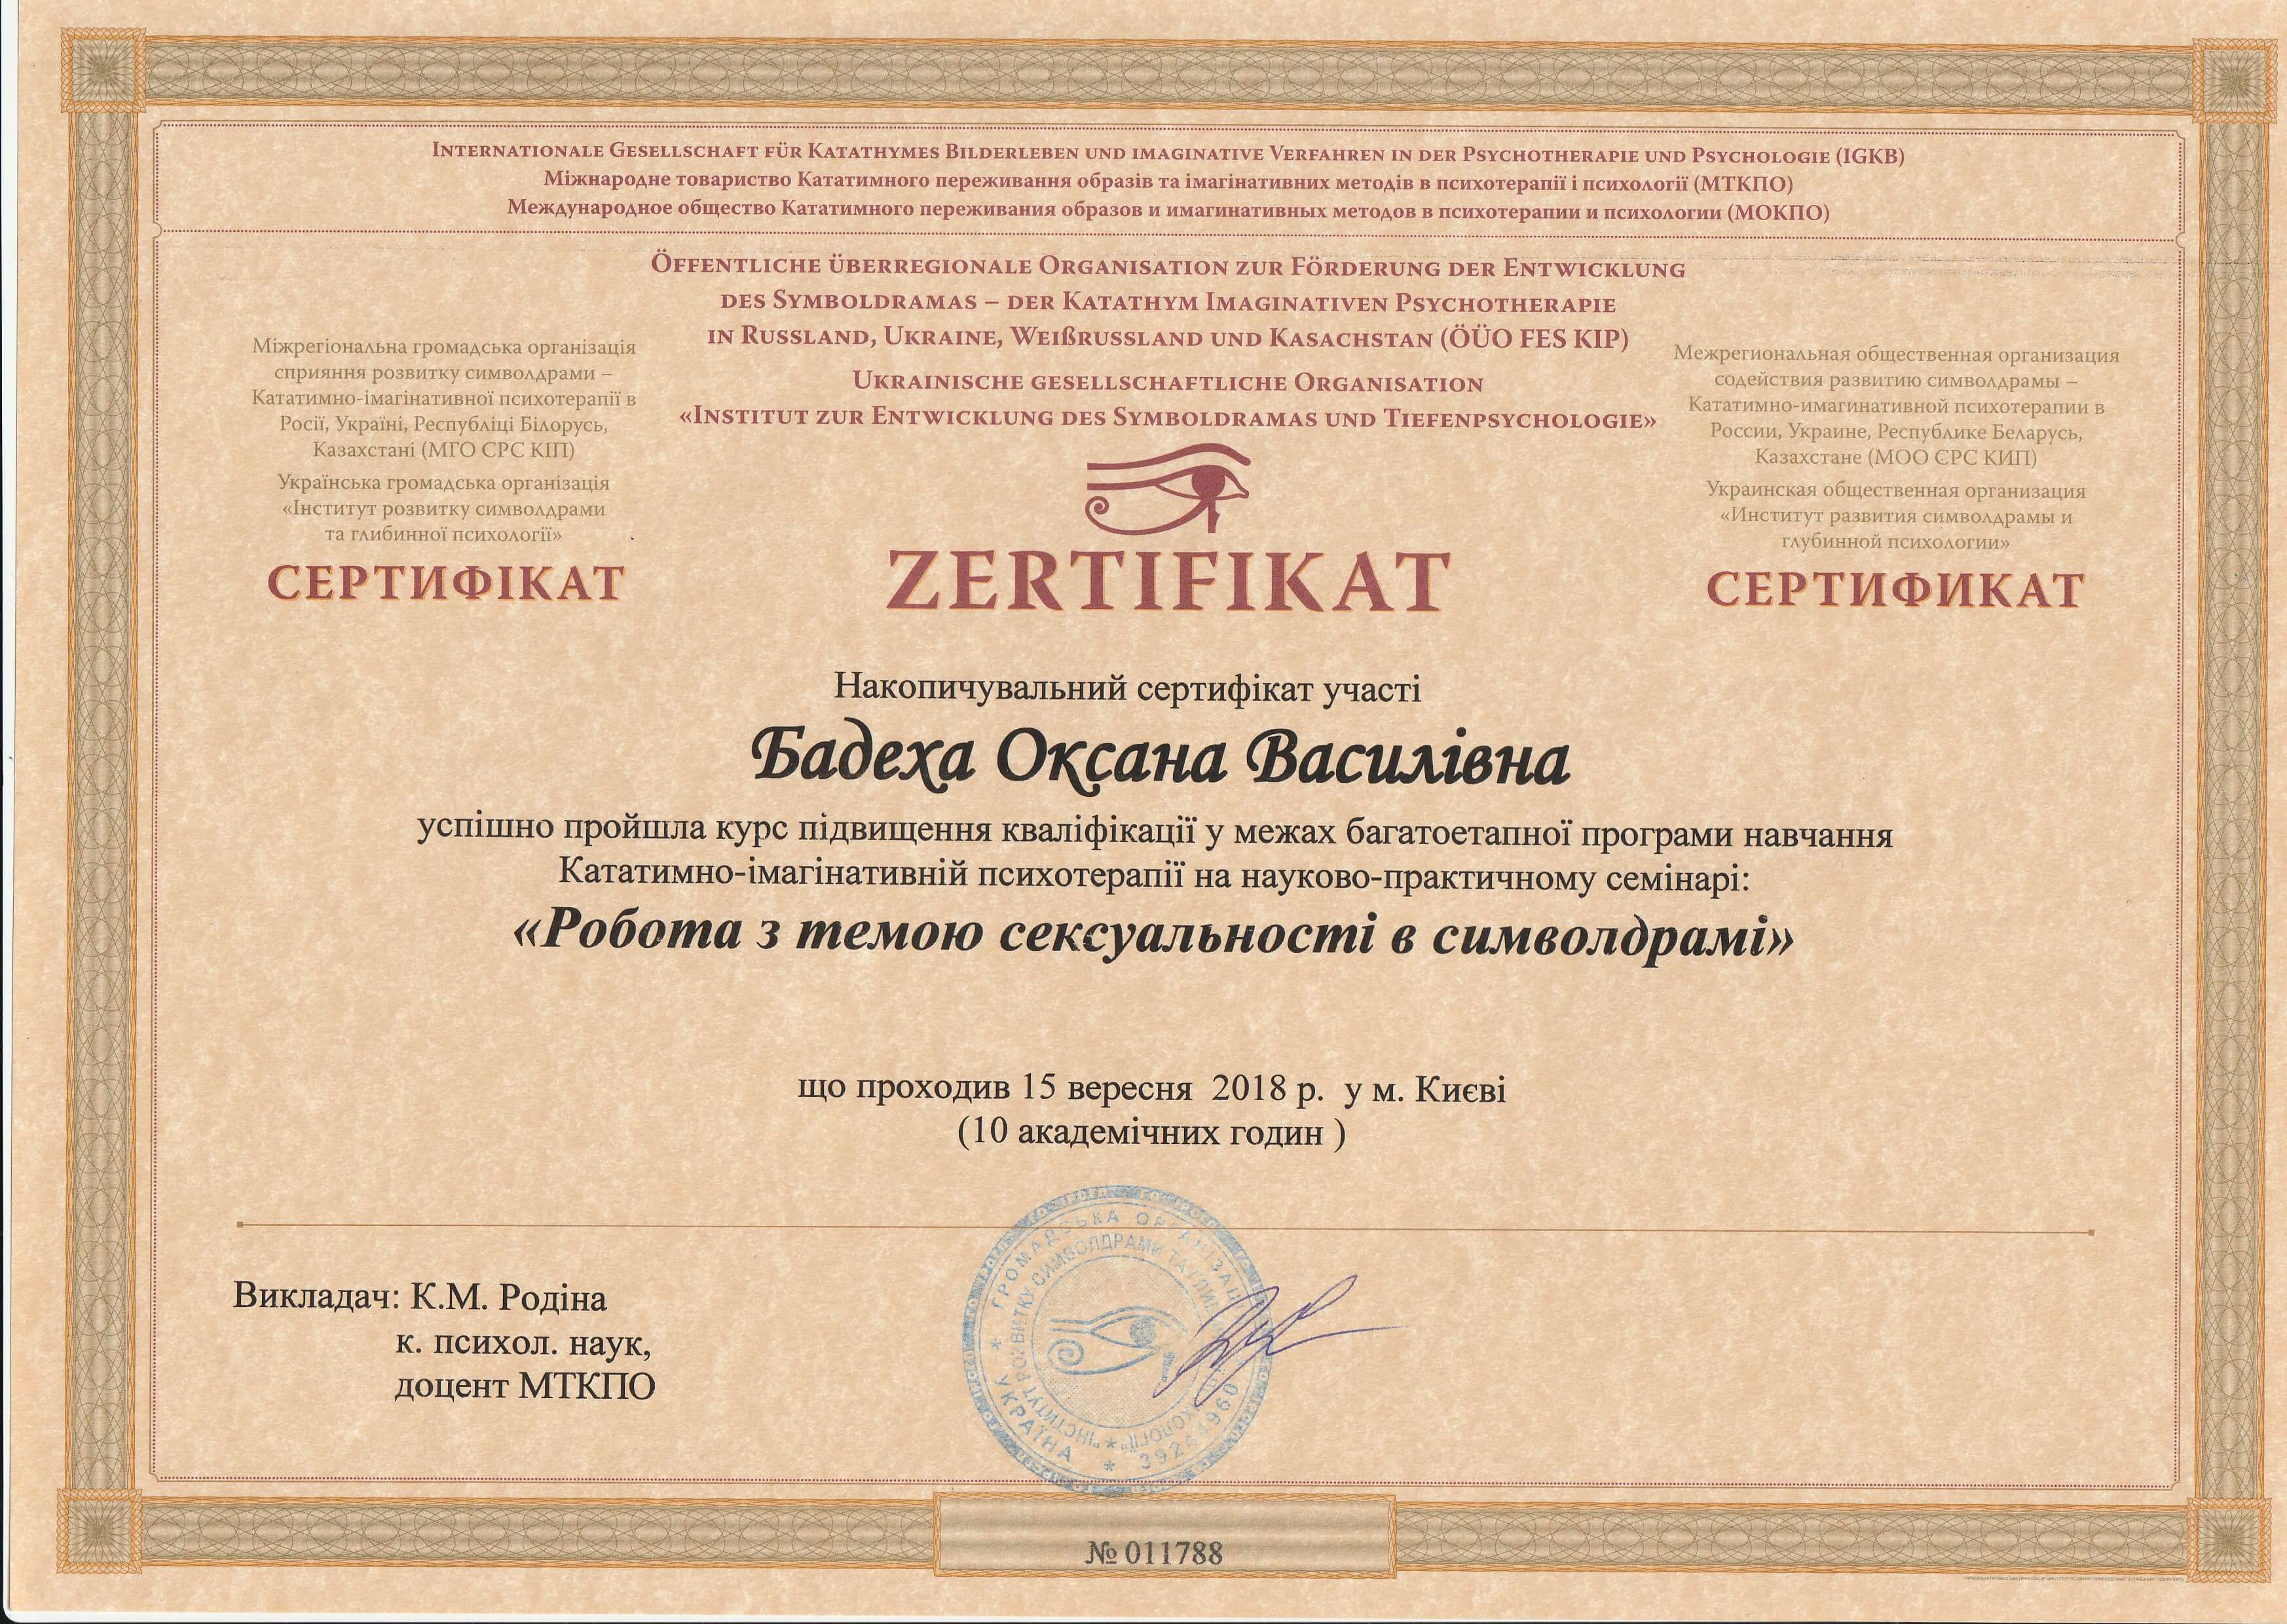 Internationale Gesellschaft für Katathymes Bilderleben und imaginative Verfahren in der Psychotherapie und Psychologie (IGKB)
Міжнародне товариство Кататимного переживання образів та імагінативних методів в психотерапії і психології (МТКПО)
Международное общество Кататимного переживания образов и имагинативных методов в психотерапии и психологии (МОКПО)
Öffentliche überregionale Organisation zur Förderung der Entwicklung
des Symboldramas – der Katathym Imaginativen Psychotherapie
in Russland, Ukraine, Weißrussland und Kasachstan (ÖÜO FES KIP)
Ukrainische gesellschaftliche Organisation
«Institut zur Entwicklung des Symboldramas und Tiefenpsychologie»
Міжрегіональна громадська організація
сприяння розвитку символдрами –
Кататимно-імагінативної психотерапії в
Росії, Україні, Республіці Білорусь,
Казахстані (МГО СРС КІП)
Українська громадська організація
«Інститут розвитку символдрами
та глибинної психології»
СЕРТИФІКАТ
ZERTIFIKAT
Межрегиональная общественная организация
содействия развитию символдрамы –
Кататимно-имагинативной психотерапии в
России, Украине, Республике Беларусь,
Казахстане (МОО СРС КИП)
Украинская общественная организация
«Институт развития символдрамы и
глубинной психологии»
СЕРТИФИКАТ
Накопичувальний сертифікат участі
Бадеха Оксана Василівна
успішно пройшла курс підвищення кваліфікації у межах багатоетапної програми навчання
Кататимно-імагінативній психотерапії на науково-практичному семінарі:
«Робота з темою сексуальності в символдрамі»
що проходив 15 вересня 2018 р. у м. Києві
(10 академічних годин )
Викладач: К.М. Родіна
к. психол. наук,
доцент МТКПО
ГРОМАДСЬКА ОРГАНІЗАЦІЯ
РОЗВИТКУ СИМВОЛДРАМИ ТА
"ІНСТИТУТ
УКРАЇНА
39244960
№ 011788